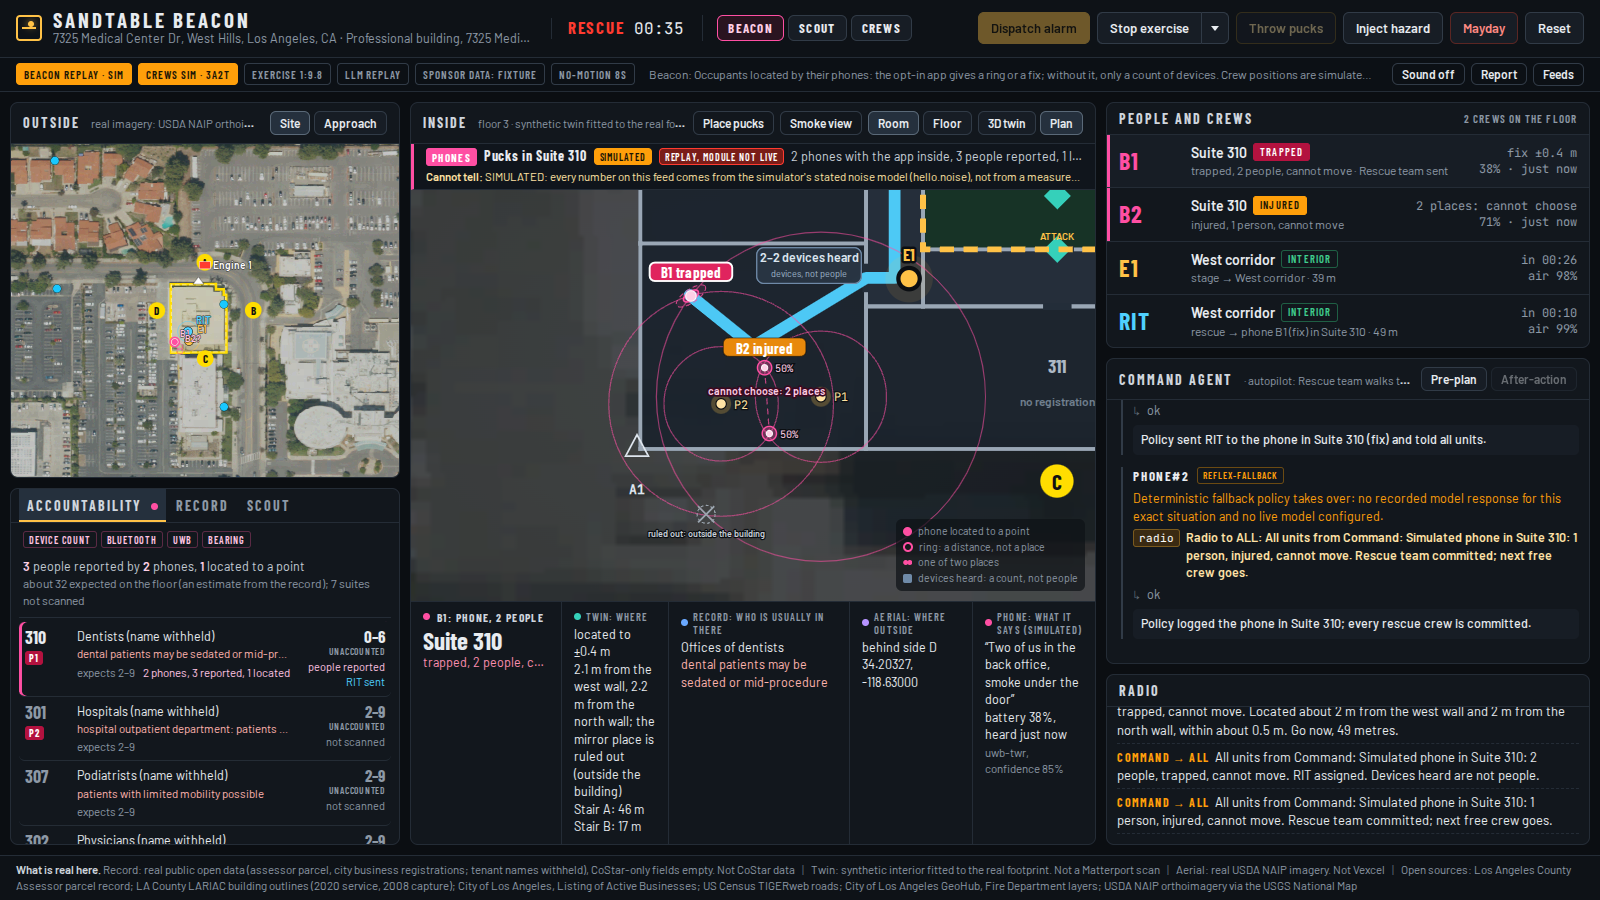 SANDTABLE BEACON
7325 Medical Center Dr, West Hills, Los Angeles, CA · Professional building, 7325 Medi...
RESCUE 00:35
BEACON SCOUT CREWS
Dispatch alarm Stop exercise Throw pucks Inject hazard Mayday Reset
BEACON REPLAY · SIM CREWS SIM · 3A2T EXERCISE 1:9.8 LLM REPLAY SPONSOR DATA: FIXTURE NO-MOTION 8S
Beacon: Occupants located by their phones: the opt-in app gives a ring or a fix; without it, only a count of devices. Crew positions are simulate...
Sound off Report Feeds
OUTSIDE real imagery: USDA NAIP orthoi... Site Approach
Engine 1
D B
RIT
E1
C
ACCOUNTABILITY RECORD SCOUT
DEVICE COUNT BLUETOOTH UWB BEARING
3 people reported by 2 phones, 1 located to a point
about 32 expected on the floor (an estimate from the record); 7 suites
not scanned
310 Dentists (name withheld) 0-6
P1 dental patients may be sedated or mid-pr... UNACCOUNTED
expects 2-9 2 phones, 3 reported, 1 located people reported
RIT sent
301 Hospitals (name withheld) 2-9
P2 hospital outpatient department: patients ... UNACCOUNTED
expects 2-9 not scanned
307 Podiatrists (name withheld) 2-9
patients with limited mobility possible UNACCOUNTED
expects 2-9 not scanned
302 Physicians (name withheld) 2-9
INSIDE floor 3 · synthetic twin fitted to the real fo... Place pucks Smoke view Room Floor 3D twin Plan
PHONES Pucks in Suite 310 SIMULATED REPLAY, MODULE NOT LIVE 2 phones with the app inside, 3 people reported, 1 l...
Cannot tell: SIMULATED: every number on this feed comes from the simulator's stated noise model (hello.noise), not from a measure...
ATTACK
2-2 devices heard
devices, not people
E1
B1 trapped
B2 injured
50%
cannot choose: 2 places
P2 P1
50%
311
no registration
A1
C
ruled out: outside the building
phone located to a point
ring: a distance, not a place
one of two places
devices heard: a count, not people
B1: PHONE, 2 PEOPLE
Suite 310
trapped, 2 people, c...
TWIN: WHERE
located to
±0.4 m
2.1 m from the
west wall, 2.2
m from the
north wall; the
mirror place is
ruled out
(outside the
building)
Stair A: 46 m
Stair B: 17 m
RECORD: WHO IS USUALLY IN
THERE
Offices of dentists
dental patients may be
sedated or mid-procedure
AERIAL: WHERE
OUTSIDE
behind side D
34.20327,
-118.63000
PHONE: WHAT IT
SAYS (SIMULATED)
"Two of us in the
back office,
smoke under the
door"
battery 38%,
heard just now
uwb-twr,
confidence 85%
PEOPLE AND CREWS 2 CREWS ON THE FLOOR
B1 Suite 310 TRAPPED fix ±0.4 m
trapped, 2 people, cannot move · Rescue team sent 38% · just now
B2 Suite 310 INJURED 2 places: cannot choose
injured, 1 person, cannot move 71% · just now
E1 West corridor INTERIOR in 00:26
stage → West corridor · 39 m air 98%
RIT West corridor INTERIOR in 00:10
rescue → phone B1 (fix) in Suite 310 · 49 m air 99%
COMMAND AGENT · autopilot: Rescue team walks t... Pre-plan After-action
↳ ok
Policy sent RIT to the phone in Suite 310 (fix) and told all units.
PHONE#2 REFLEX-FALLBACK
Deterministic fallback policy takes over: no recorded model response for this
exact situation and no live model configured.
radio Radio to ALL: All units from Command: Simulated phone in Suite 310: 1
person, injured, cannot move. Rescue team committed; next free
crew goes.
↳ ok
Policy logged the phone in Suite 310; every rescue crew is committed.
RADIO
trapped, cannot move. Located about 2 m from the west wall and 2 m from the
north wall, within about 0.5 m. Go now, 49 metres.
COMMAND → ALL All units from Command: Simulated phone in Suite 310: 2
people, trapped, cannot move. RIT assigned. Devices heard are not people.
COMMAND → ALL All units from Command: Simulated phone in Suite 310: 1
person, injured, cannot move. Rescue team committed; next free crew goes.
What is real here. Record: real public open data (assessor parcel, city business registrations; tenant names withheld), CoStar-only fields empty. Not CoStar data | Twin: synthetic interior fitted to the real footprint. Not a Matterport scan | Aerial: real USDA NAIP imagery. Not Vexcel | Open sources: Los Angeles County
Assessor parcel record; LA County LARIAC building outlines (2020 service, 2008 capture); City of Los Angeles, Listing of Active Businesses; US Census TIGERweb roads; City of Los Angeles GeoHub, Fire Department layers; USDA NAIP orthoimagery via the USGS National Map